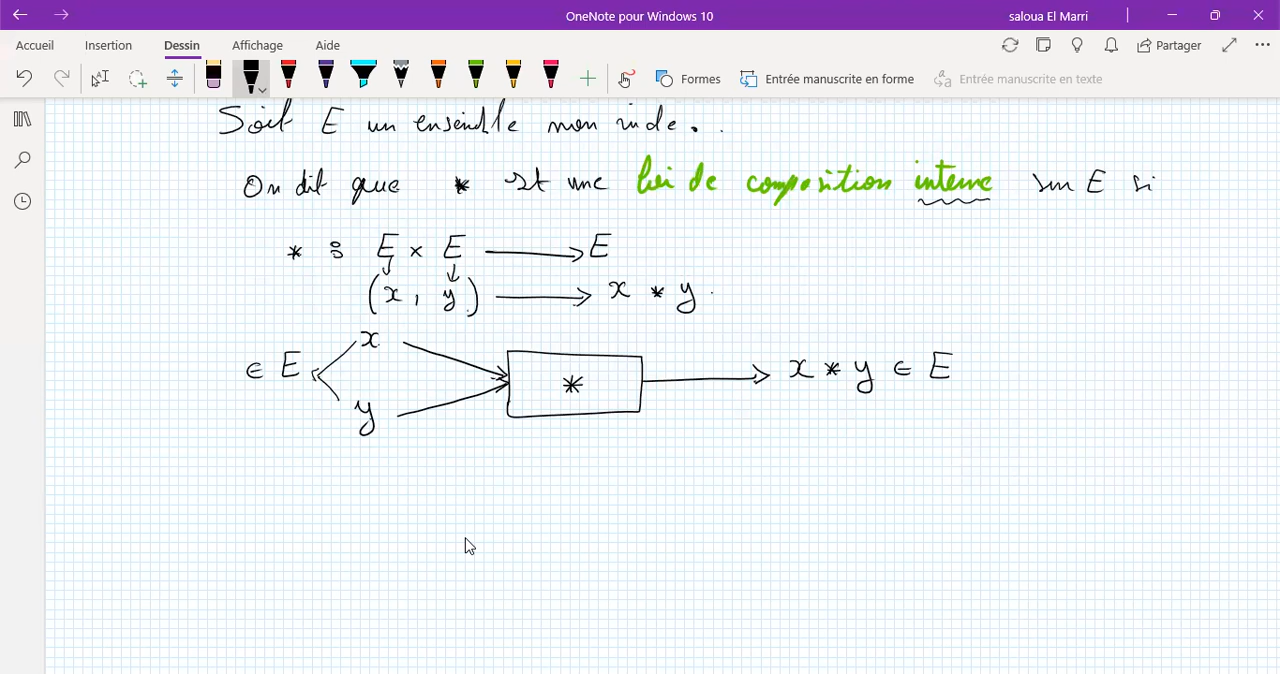 OneNote pour Windows 10
saloua El Marri
Accueil Insertion Dessin Affichage Aide
Partager
Formes Entrée manuscrite en forme Entrée manuscrite en texte
Soit E un ensemble non vide.
On dit que * est une loi de composition interne sur E si
* : E × E → E
(x, y) → x * y.
x
∈ E * → x * y ∈ E
y